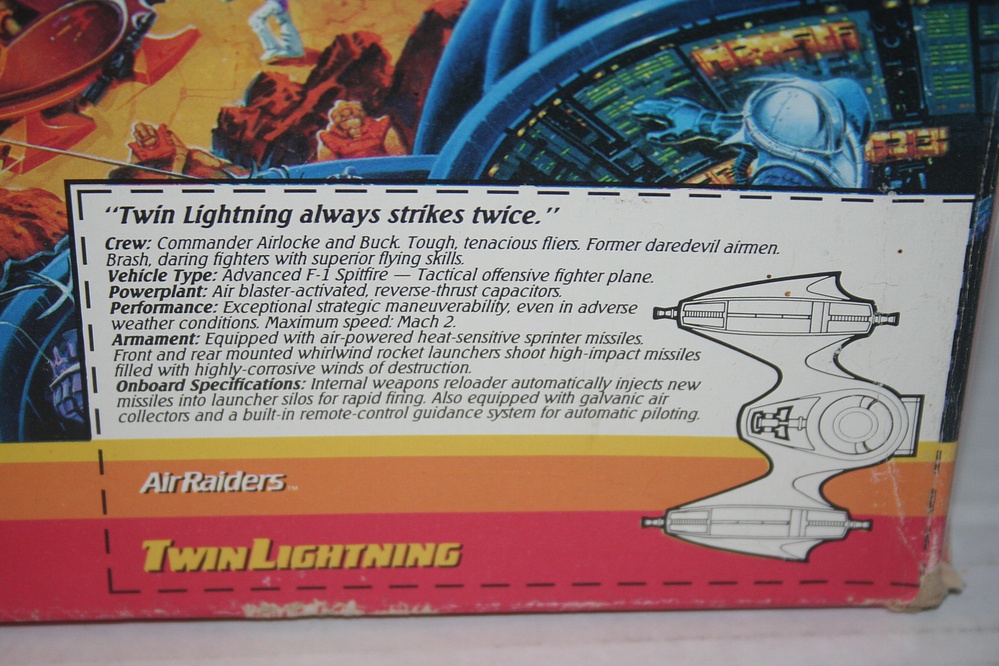 “Twin Lightning always strikes twice.”
Crew: Commander Airlocke and Buck. Tough, tenacious fliers. Former daredevil airmen.
Brash, daring fighters with superior flying skills.
Vehicle Type: Advanced F-1 Spitfire — Tactical offensive fighter plane.
Powerplant: Air blaster-activated, reverse-thrust capacitors.
Performance: Exceptional strategic maneuverability, even in adverse
weather conditions. Maximum speed: Mach 2.
Armament: Equipped with air-powered heat-sensitive sprinter missiles.
Front and rear mounted whirlwind rocket launchers shoot high-impact missiles
filled with highly-corrosive winds of destruction.
Onboard Specifications: Internal weapons reloader automatically injects new
missiles into launcher silos for rapid firing. Also equipped with galvanic air
collectors and a built-in remote-control guidance system for automatic piloting.
AirRaiders™
TWIN LIGHTNING